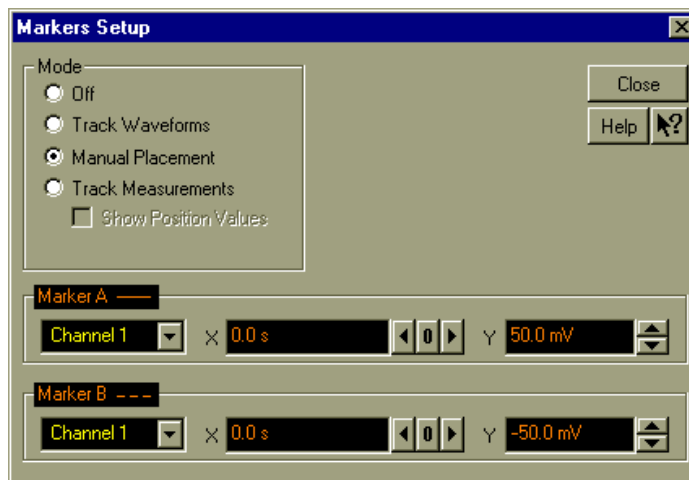 Markers Setup
Mode
Off
Track Waveforms
Manual Placement
Track Measurements
Show Position Values
Close
Help ?
Marker A
Channel 1 X 0.0 s 0 Y 50.0 mV
Marker B
Channel 1 X 0.0 s 0 Y -50.0 mV